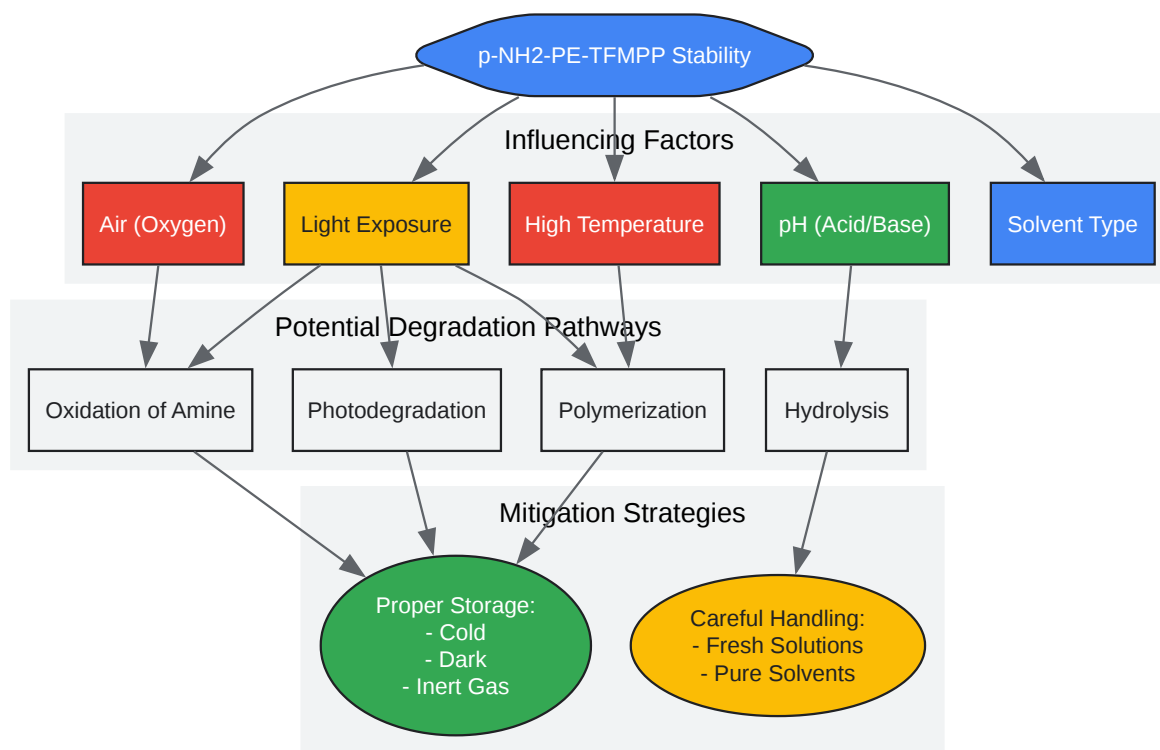 p-NH2-PE-TFMPP Stability
Influencing Factors
Air (Oxygen)
Light Exposure
High Temperature
pH (Acid/Base)
Solvent Type
Potential Degradation Pathways
Oxidation of Amine
Photodegradation
Polymerization
Hydrolysis
Mitigation Strategies
Proper Storage:
- Cold
- Dark
- Inert Gas
Careful Handling:
- Fresh Solutions
- Pure Solvents